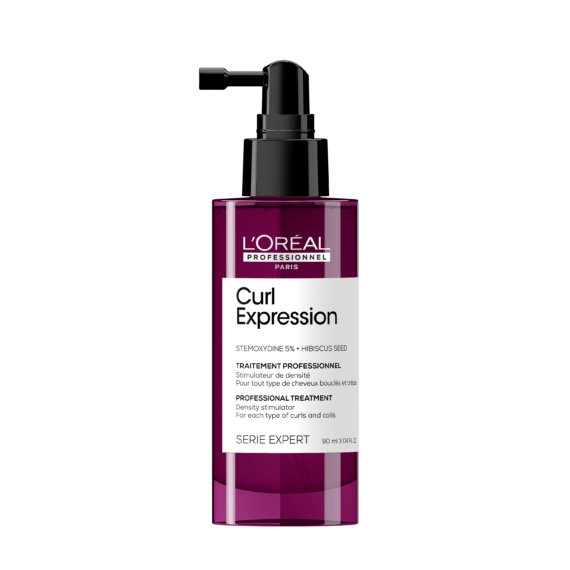 L'ORÉAL
PROFESSIONNEL
PARIS
Curl
Expression
STEMOXYDINE 5% + HIBISCUS SEED
TRAITEMENT PROFESSIONNEL
Stimulateur de densité
Pour tout type de cheveux bouclés et
PROFESSIONAL TREATMENT
Density stimulator
For each type of curls and coils
SERIE EXPERT 90 ml 3.04 FL.OZ